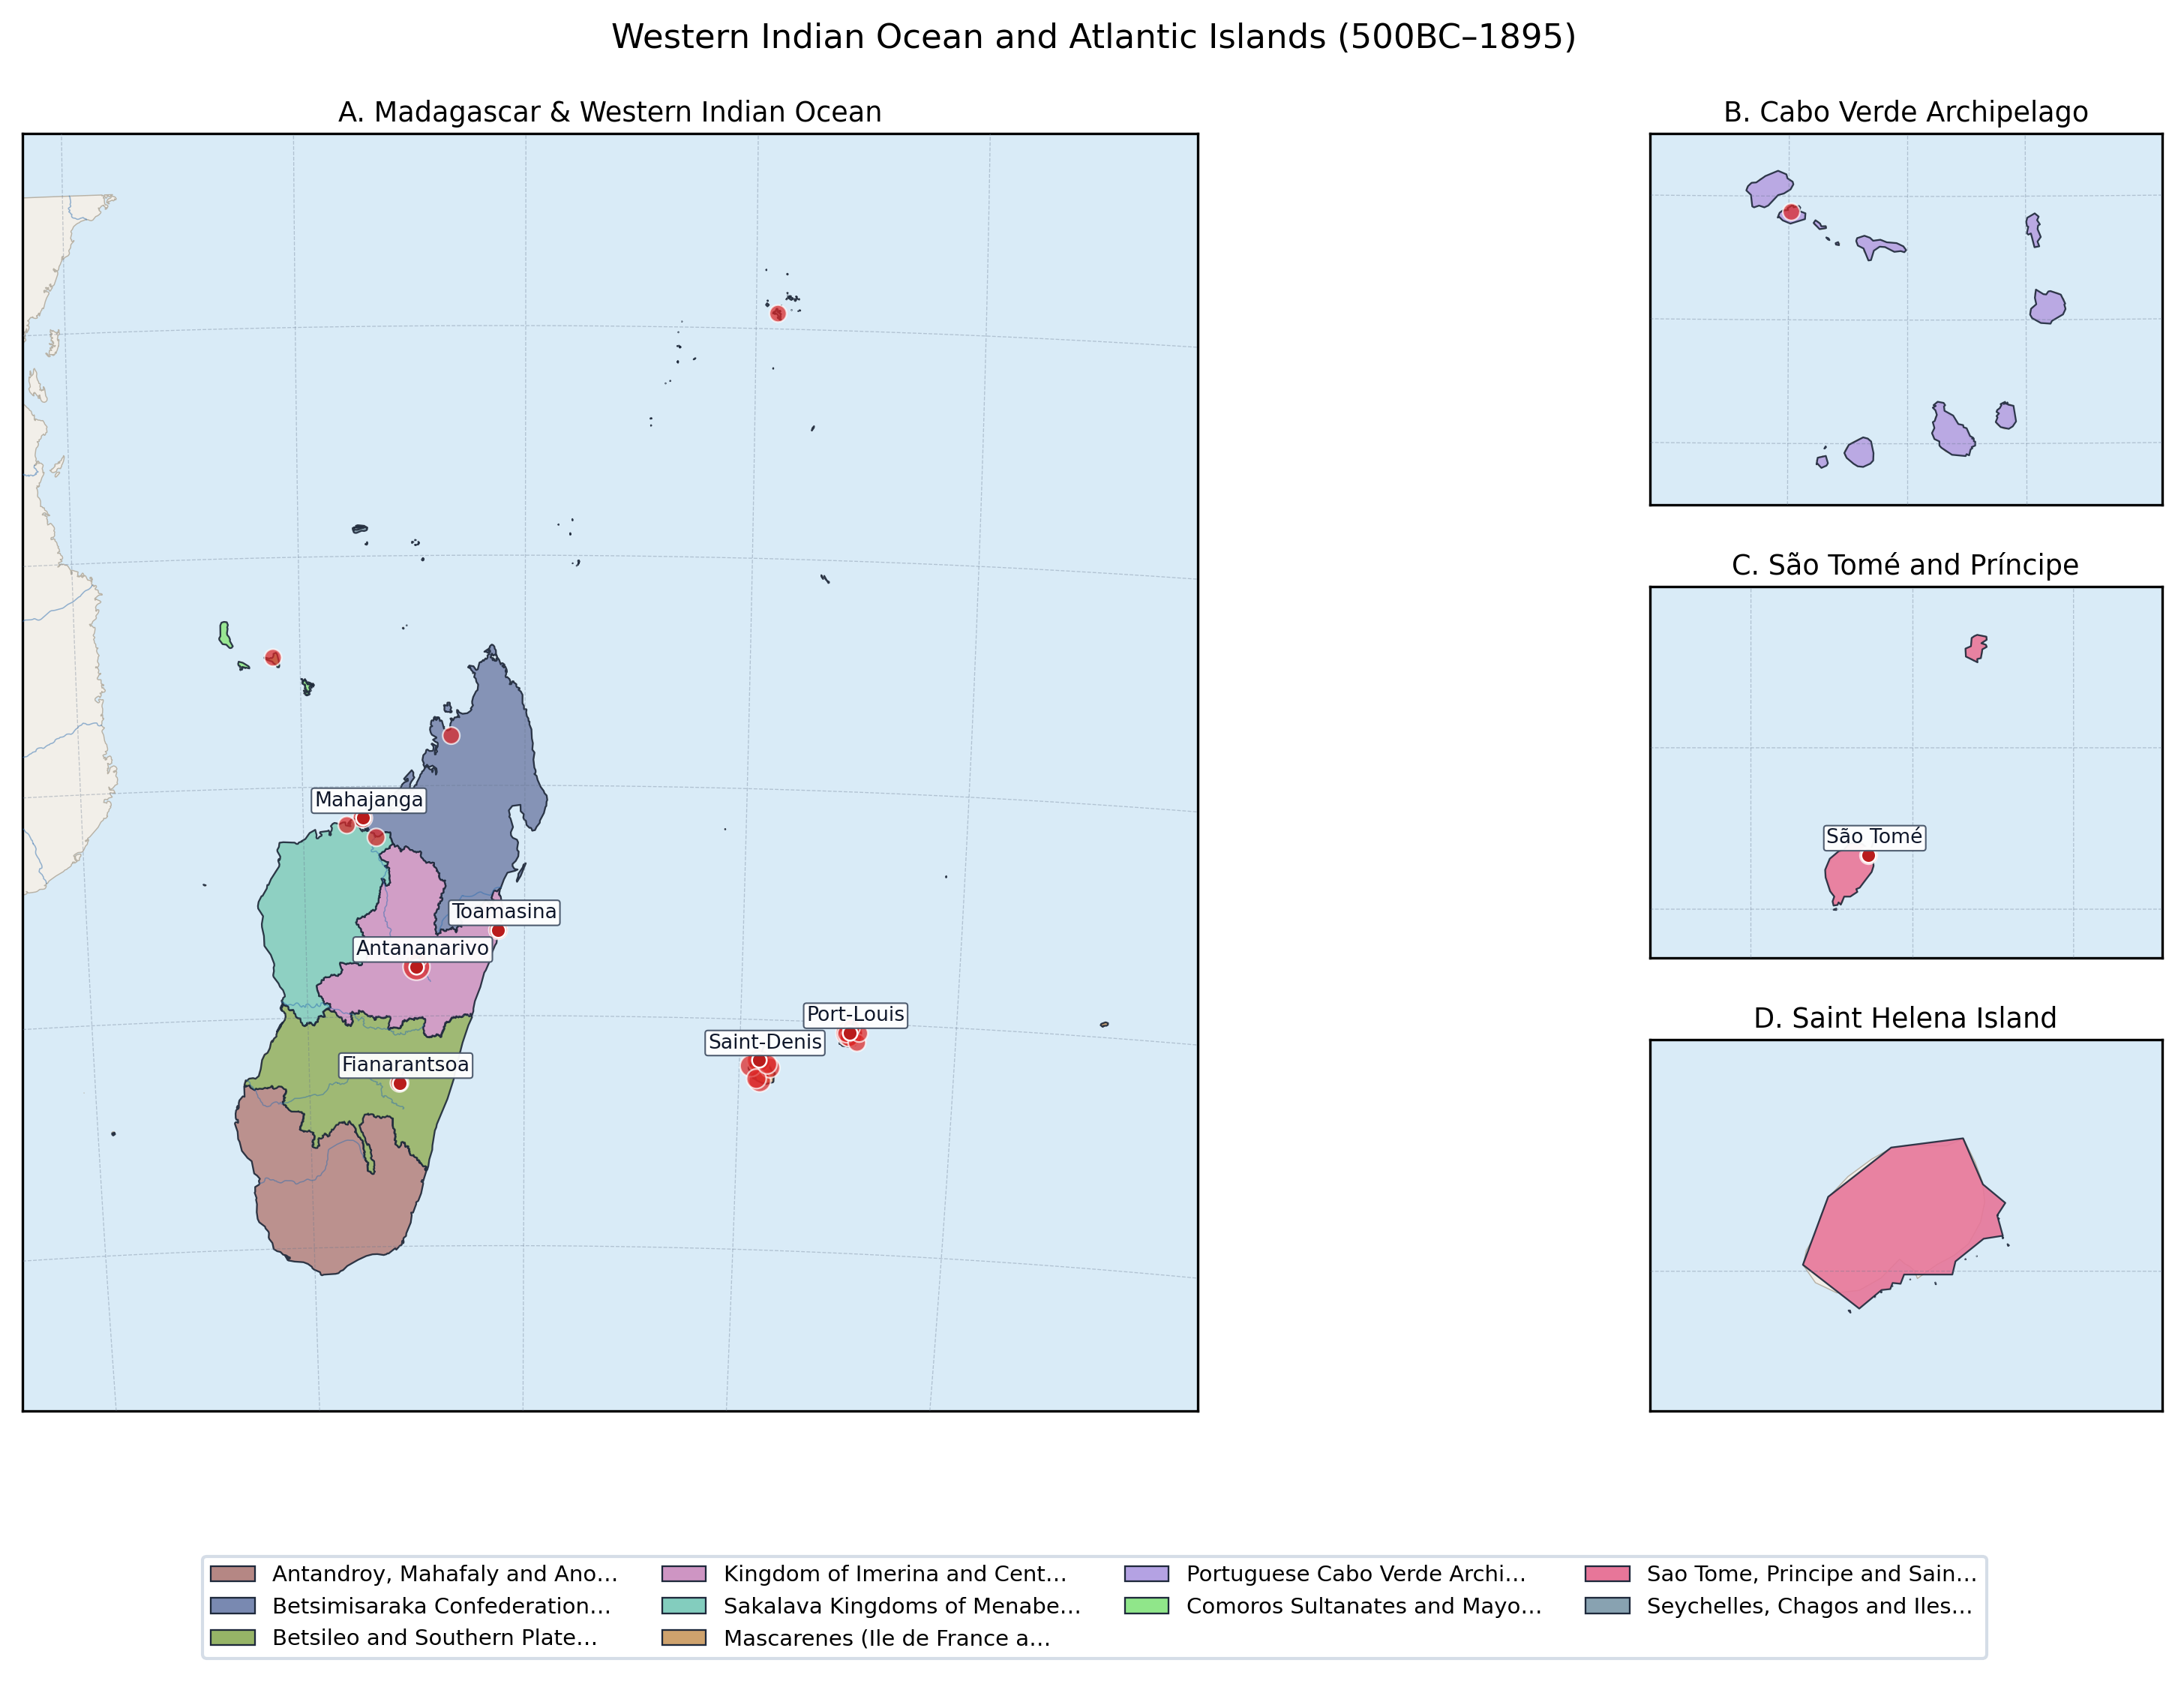 Western Indian Ocean and Atlantic Islands (500BC–1895)
A. Madagascar & Western Indian Ocean
B. Cabo Verde Archipelago
C. São Tomé and Príncipe
São Tomé
D. Saint Helena Island
Mahajanga
Toamasina
Antananarivo
Port-Louis
Saint-Denis
Fianarantsoa
Antandroy, Mahafaly and Ano...
Betsimisaraka Confederation...
Betsileo and Southern Plate...
Kingdom of Imerina and Cent...
Sakalava Kingdoms of Menabe...
Mascarenes (Ile de France a...
Portuguese Cabo Verde Archi...
Comoros Sultanates and Mayo...
Sao Tome, Principe and Sain...
Seychelles, Chagos and Iles...